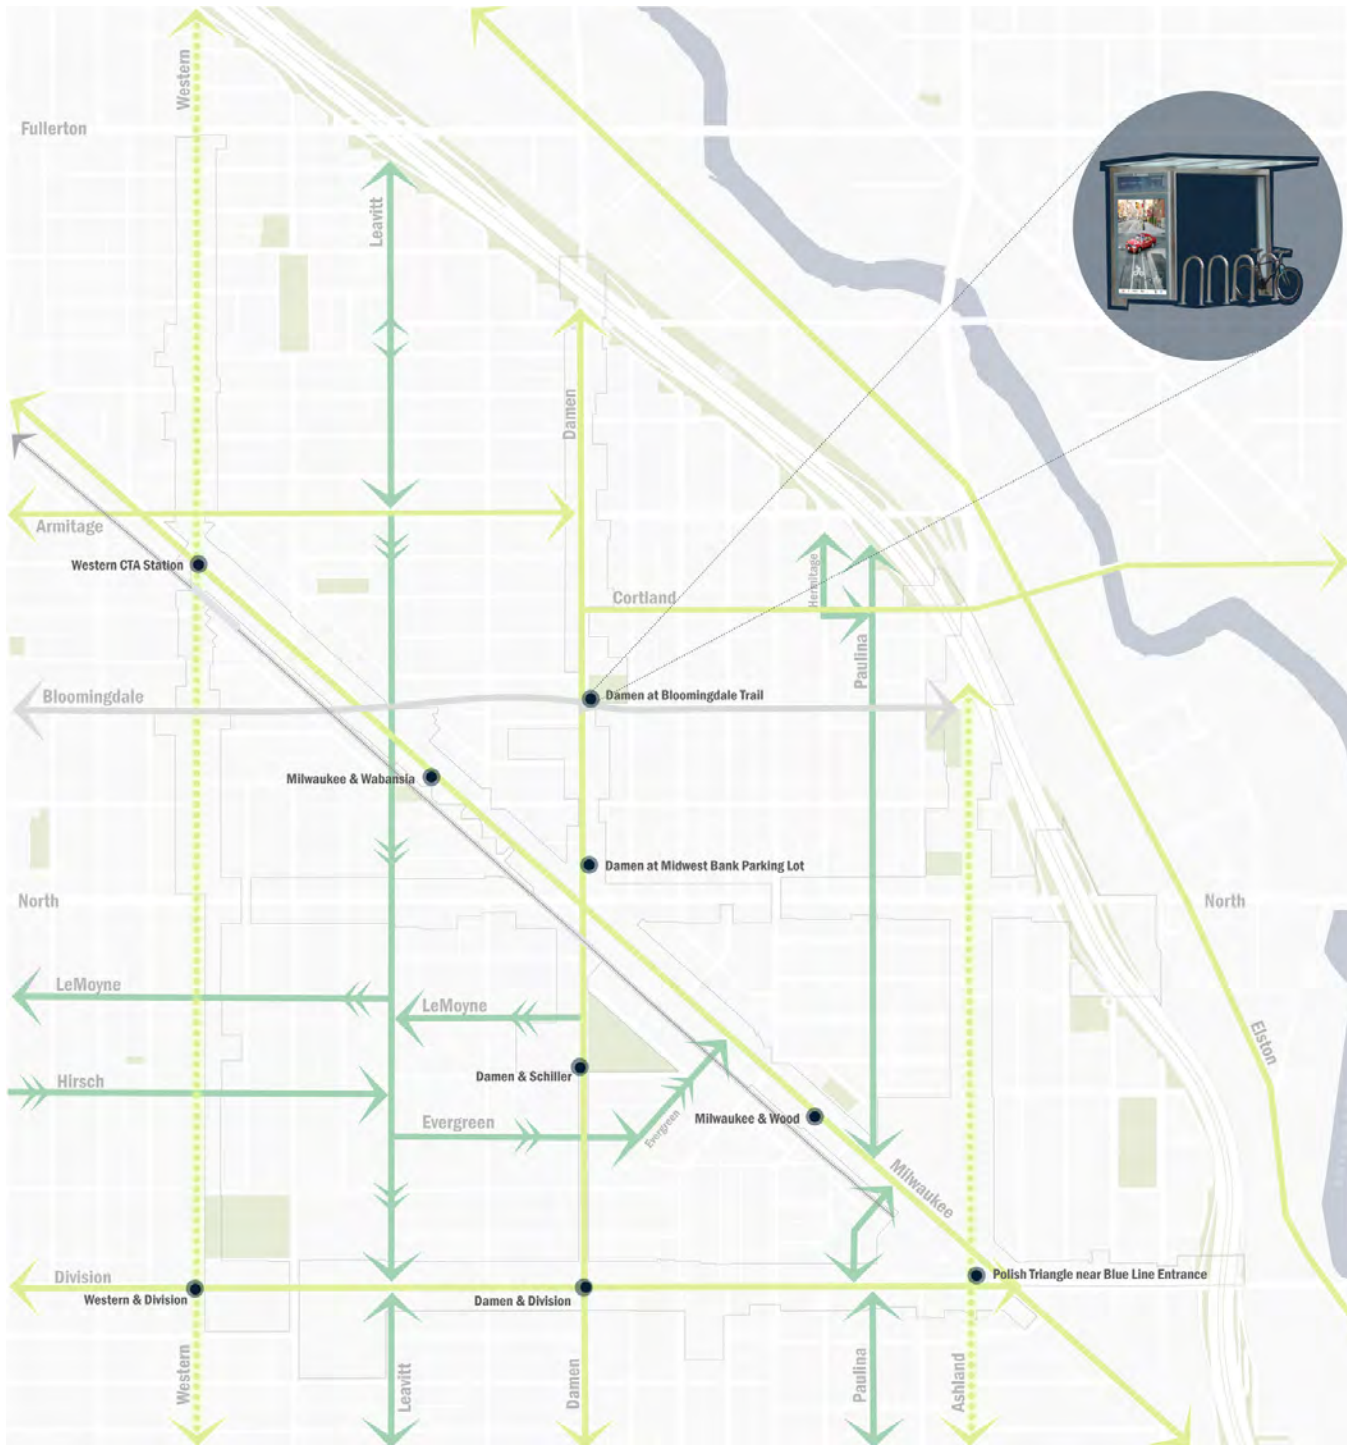 Western
Fullerton
Leavitt
Damen
Armitage
Western CTA Station
Hermitage
Cortland
Paulina
Bloomingdale
Damen at Bloomingdale Trail
Milwaukee & Wabansia
Damen at Midwest Bank Parking Lot
North
North
LeMoyne
LeMoyne
Elston
Damen & Schiller
Hirsch
Evergreen
Evergreen
Milwaukee & Wood
Milwaukee
Division
Polish Triangle near Blue Line Entrance
Western & Division
Damen & Division
Western
Leavitt
Damen
Paulina
Ashland